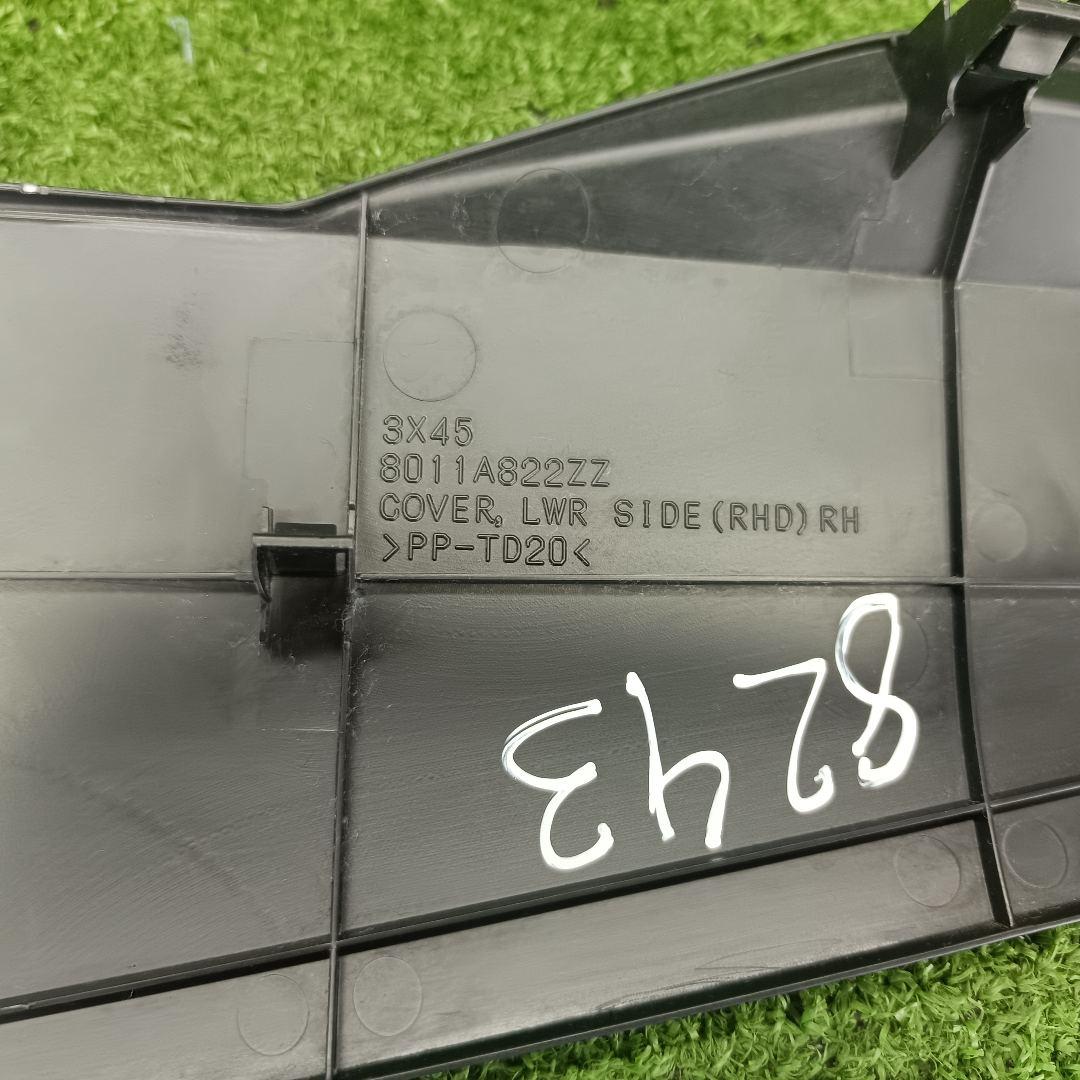 3X45
8011A822ZZ
COVER, LWR SIDE(RHD)RH
>PP-TD20<
8243